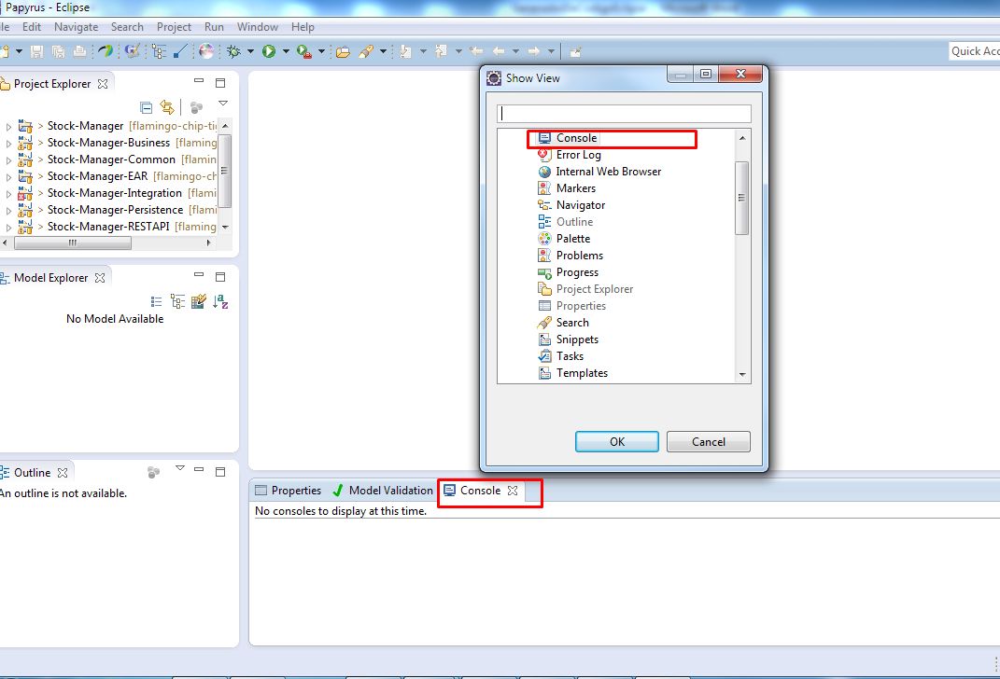 Papyrus - Eclipse
ile Edit Navigate Search Project Run Window Help
Quick Acc
Project Explorer
> Stock-Manager [flamingo-chip-ti
> Stock-Manager-Business [flaming
> Stock-Manager-Common [flaming
> Stock-Manager-EAR [flamingo-ch
> Stock-Manager-Integration [flami
> Stock-Manager-Persistence [flami
> Stock-Manager-RESTAPI [flaming
Model Explorer
No Model Available
Outline
An outline is not available.
Show View
Console
Error Log
Internal Web Browser
Markers
Navigator
Outline
Palette
Problems
Progress
Project Explorer
Properties
Search
Snippets
Tasks
Templates
OK Cancel
Properties Model Validation Console
No consoles to display at this time.